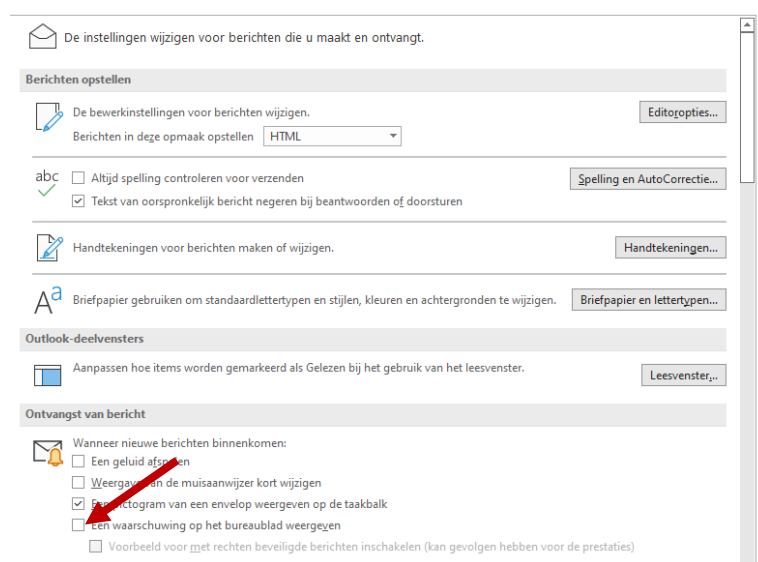 De instellingen wijzigen voor berichten die u maakt en ontvangt.
Berichten opstellen
De bewerkinstellingen voor berichten wijzigen.
Editoropties...
Berichten in deze opmaak opstellen HTML
abc
Altijd spelling controleren voor verzenden
Spelling en AutoCorrectie...
Tekst van oorspronkelijk bericht negeren bij beantwoorden of doorsturen
Handtekeningen voor berichten maken of wijzigen.
Handtekeningen...
Aa
Briefpapier gebruiken om standaardlettertypen en stijlen, kleuren en achtergronden te wijzigen.
Briefpapier en lettertypen...
Outlook-deelvensters
Aanpassen hoe items worden gemarkeerd als Gelezen bij het gebruik van het leesvenster.
Leesvenster...
Ontvangst van bericht
Wanneer nieuwe berichten binnenkomen:
Een geluid afspelen
Weergave van de muisaanwijzer kort wijzigen
Een pictogram van een envelop weergeven op de taakbalk
Een waarschuwing op het bureaublad weergeven
Voorbeeld voor met rechten beveiligde berichten inschakelen (kan gevolgen hebben voor de prestaties)